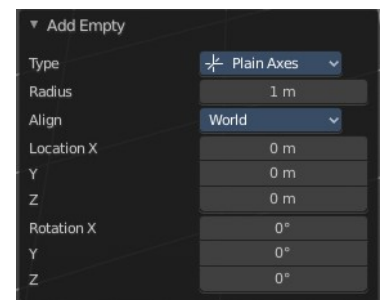 Add Empty
Type Plain Axes
Radius 1 m
Align World
Location X 0 m
Y 0 m
Z 0 m
Rotation X 0°
Y 0°
Z 0°